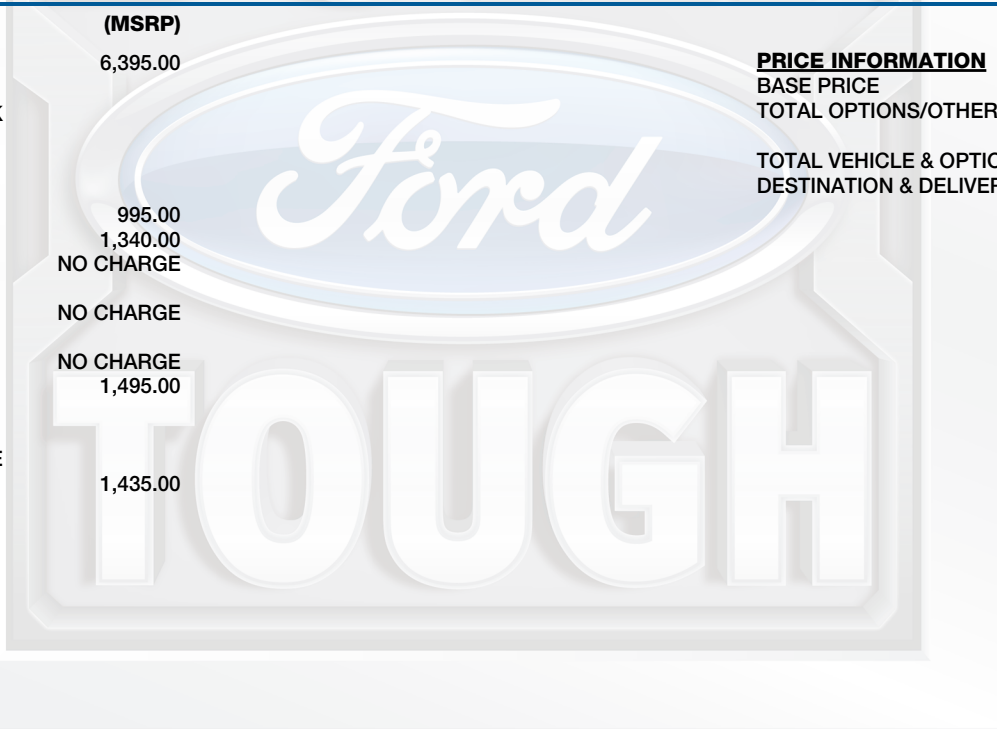 (MSRP)
6,395.00
995.00
1,340.00
NO CHARGE
NO CHARGE
NO CHARGE
1,495.00
1,435.00
PRICE INFORMATION
BASE PRICE
TOTAL OPTIONS/OTHER
TOTAL VEHICLE & OPTIO
DESTINATION & DELIVER
Ford
TOUGH